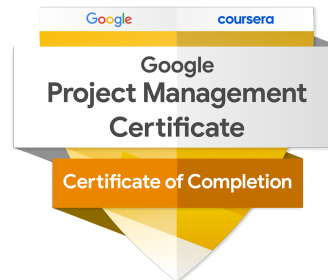 Google coursera
Google
Project Management
Certificate
Certificate of Completion